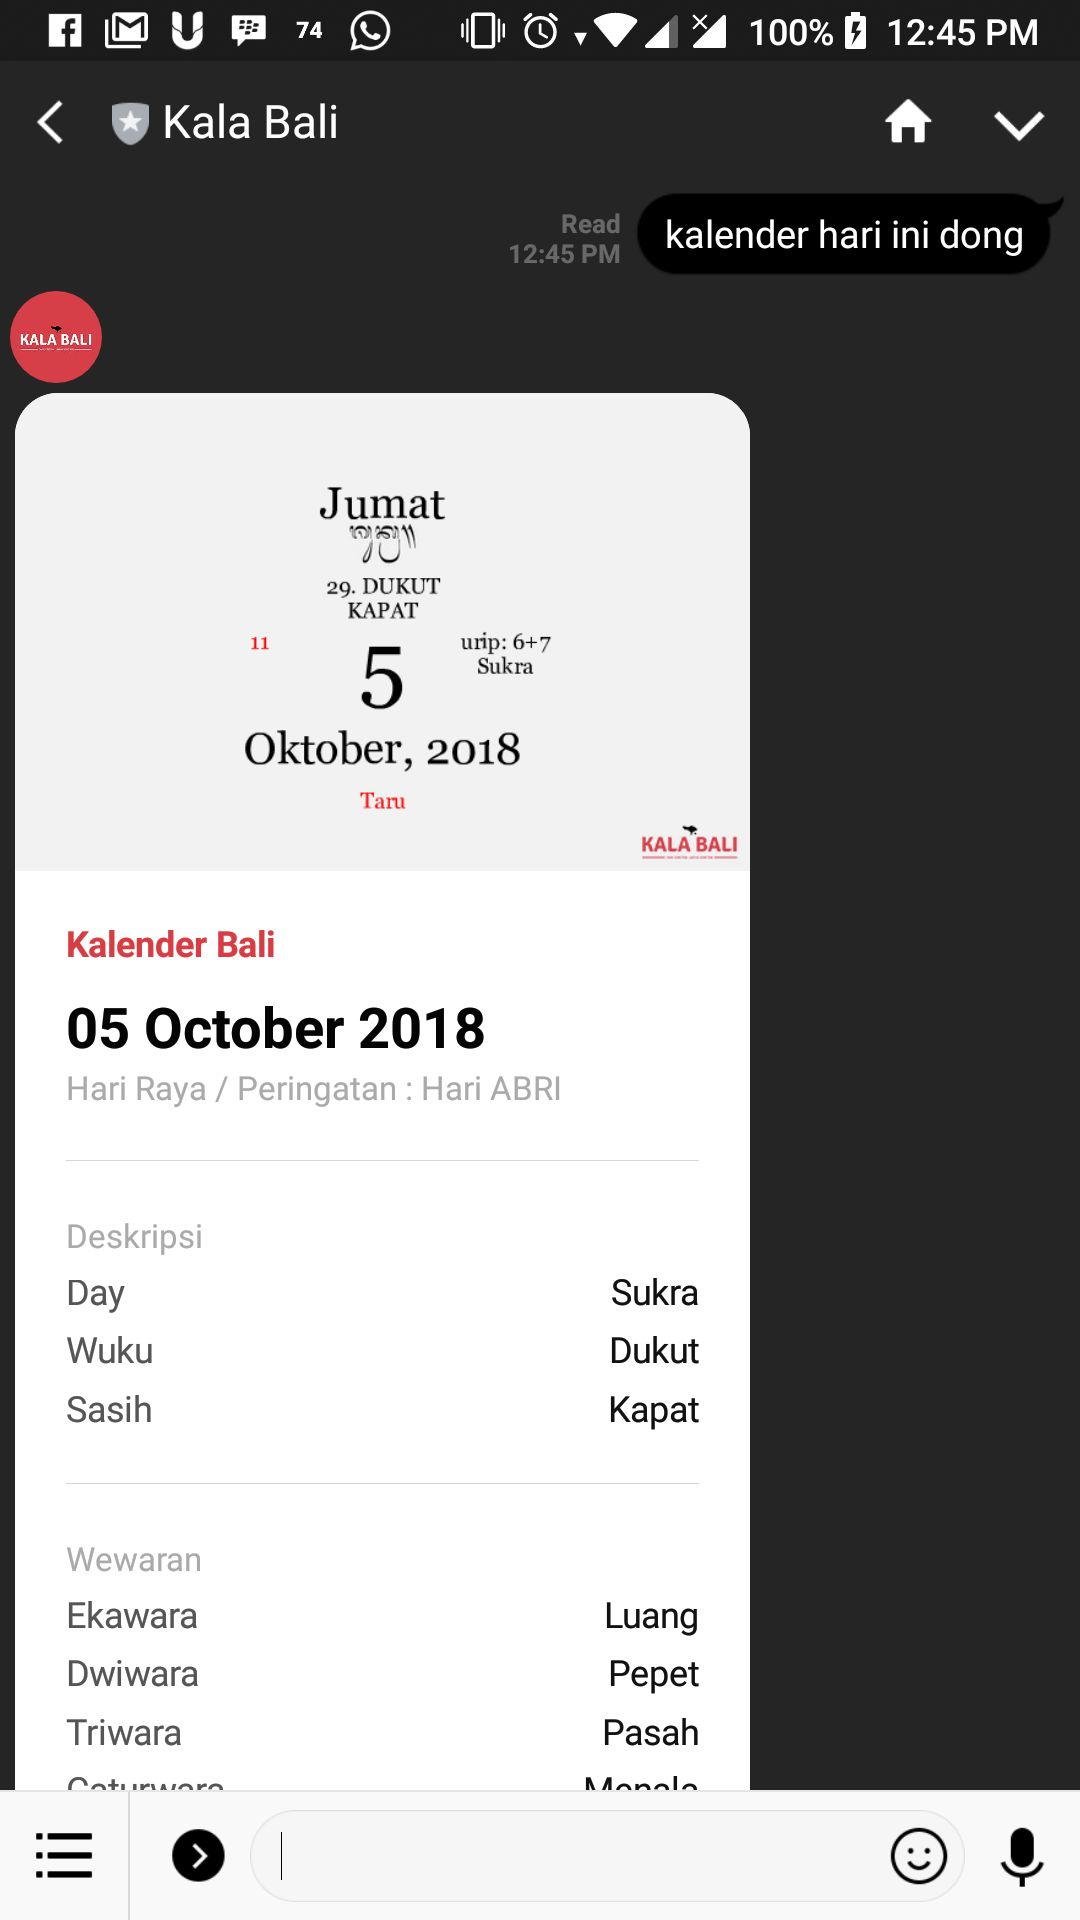 74 100% 12:45 PM
Kala Bali
Read
12:45 PM
kalender hari ini dong
KALA BALI
Jumat
29. DUKUT
KAPAT
11
urip: 6+7
Sukra
5
Oktober, 2018
Taru
KALA BALI
Kalender Bali
05 October 2018
Hari Raya / Peringatan : Hari ABRI
Deskripsi
Day Sukra
Wuku Dukut
Sasih Kapat
Wewaran
Ekawara Luang
Dwiwara Pepet
Triwara Pasah
Caturwara Menala